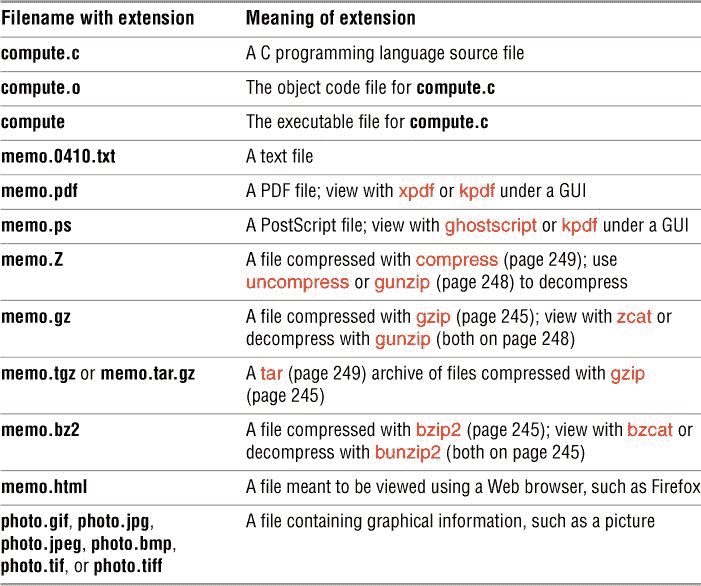 Filename with extension Meaning of extension
compute.c A C programming language source file
compute.o The object code file for compute.c
compute The executable file for compute.c
memo.0410.txt A text file
memo.pdf A PDF file; view with xpdf or kpdf under a GUI
memo.ps A PostScript file; view with ghostscript or kpdf under a GUI
memo.Z A file compressed with compress (page 249); use
uncompress or gunzip (page 248) to decompress
memo.gz A file compressed with gzip (page 245); view with zcat or
decompress with gunzip (both on page 248)
memo.tgz or memo.tar.gz A tar (page 249) archive of files compressed with gzip
(page 245)
memo.bz2 A file compressed with bzip2 (page 245); view with bzcat or
decompress with bunzip2 (both on page 245)
memo.html A file meant to be viewed using a Web browser, such as Firefox
photo.gif, photo.jpg, A file containing graphical information, such as a picture
photo.jpeg, photo.bmp,
photo.tif, or photo.tiff